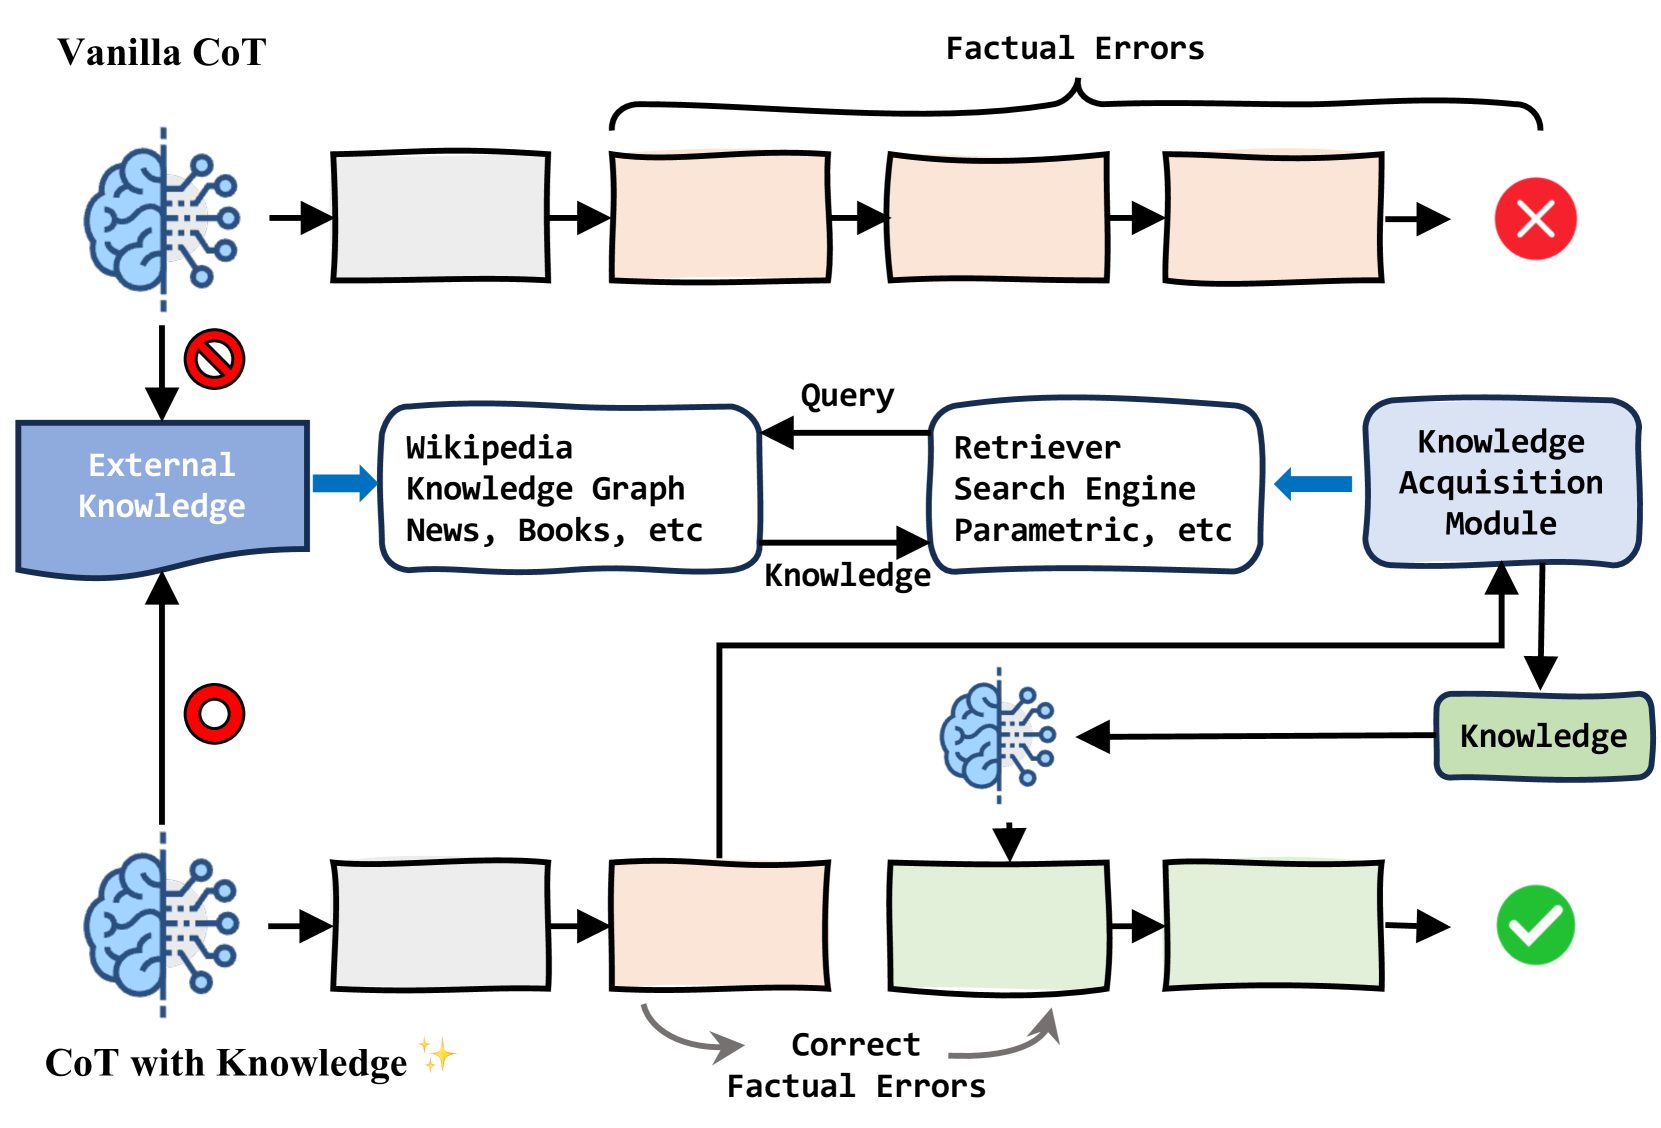 Vanilla CoT
Factual Errors
External
Knowledge
Wikipedia
Knowledge Graph
News, Books, etc
Query
Knowledge
Retriever
Search Engine
Parametric, etc
Knowledge
Acquisition
Module
Knowledge
CoT with Knowledge ✨
Correct
Factual Errors